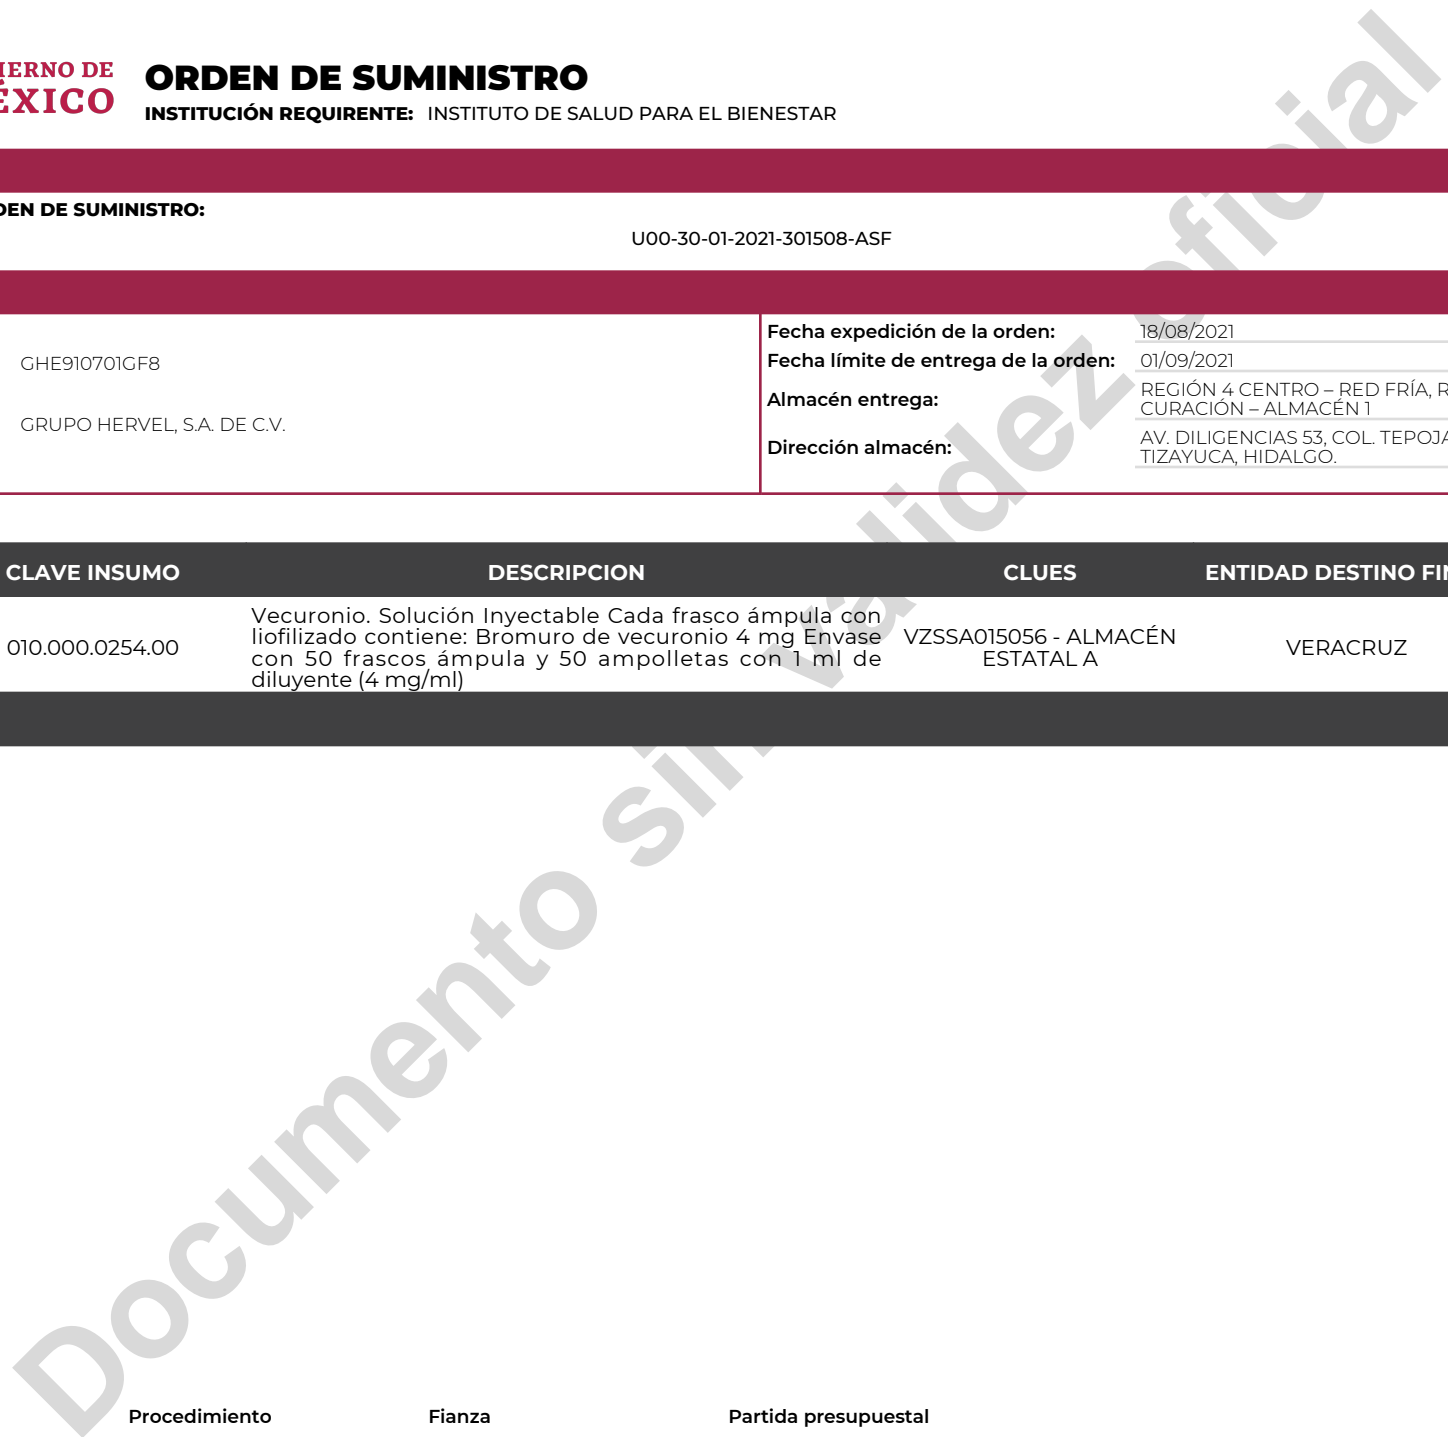 IERNO DE
ÉXICO
ORDEN DE SUMINISTRO
INSTITUCIÓN REQUIRENTE: INSTITUTO DE SALUD PARA EL BIENESTAR
DEN DE SUMINISTRO:
U00-30-01-2021-301508-ASF
GHE910701GF8
GRUPO HERVEL, S.A. DE C.V.
Fecha expedición de la orden: 18/08/2021
Fecha límite de entrega de la orden: 01/09/2021
Almacén entrega: REGIÓN 4 CENTRO – RED FRÍA, R
CURACIÓN – ALMACÉN 1
Dirección almacén: AV. DILIGENCIAS 53, COL. TEPOJA
TIZAYUCA, HIDALGO.
CLAVE INSUMO DESCRIPCION CLUES ENTIDAD DESTINO FIN
010.000.0254.00
Vecuronio. Solución Inyectable Cada frasco ámpula con
liofilizado contiene: Bromuro de vecuronio 4 mg Envase
con 50 frascos ámpula y 50 ampolletas con 1 ml de
diluyente (4 mg/ml)
VZSSA015056 - ALMACÉN
ESTATAL A
VERACRUZ
Documento sin validez oficial
Procedimiento Fianza Partida presupuestal